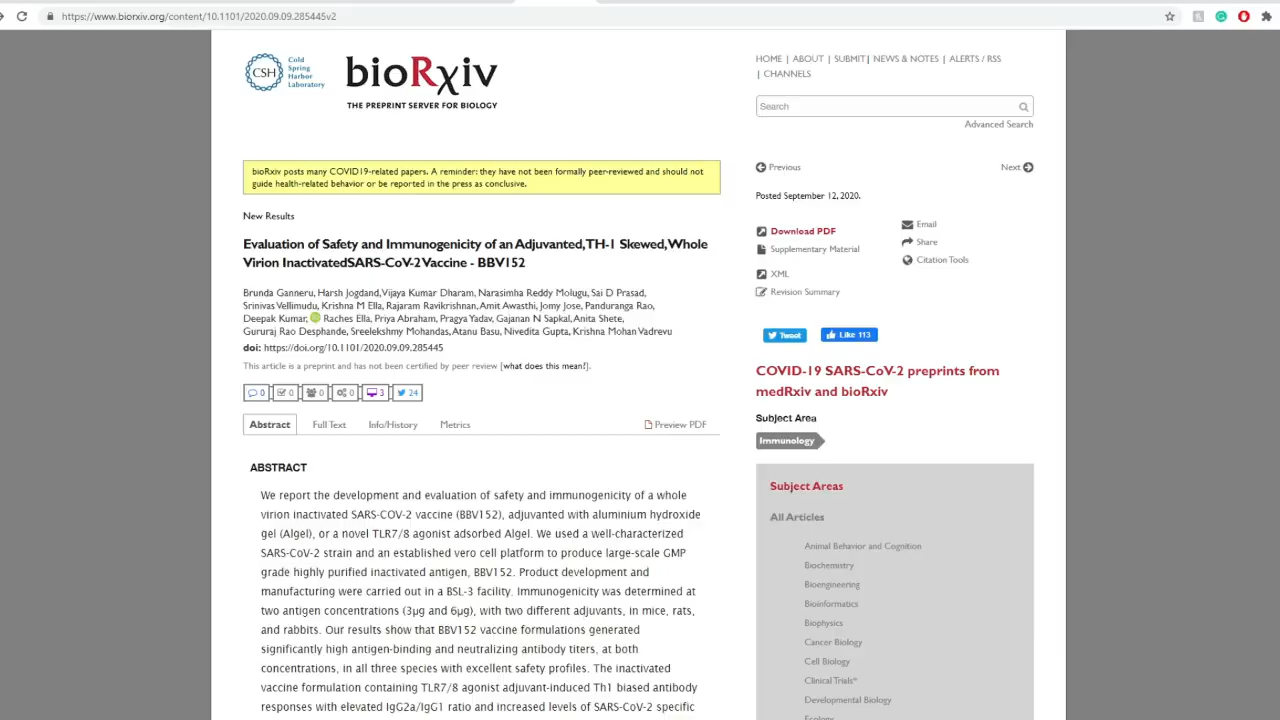 https://www.biorxiv.org/content/10.1101/2020.09.09.285445v2
CSH
Cold
Spring
Harbor
Laboratory
bioRxiv
THE PREPRINT SERVER FOR BIOLOGY
HOME | ABOUT | SUBMIT| NEWS & NOTES | ALERTS / RSS
| CHANNELS
Search
Advanced Search
bioRxiv posts many COVID19-related papers. A reminder: they have not been formally peer-reviewed and should not
guide health-related behavior or be reported in the press as conclusive.
Previous
Next
Posted September 12, 2020.
New Results
Evaluation of Safety and Immunogenicity of an Adjuvanted, TH-1 Skewed, Whole
Virion InactivatedSARS-CoV-2 Vaccine - BBV152
Brunda Ganneru, Harsh Jogdand, Vijaya Kumar Dharam, Narasimha Reddy Molugu, Sai D Prasad,
Srinivas Vellimudu, Krishna M Ella, Rajaram Ravikrishnan, Amit Awasthi, Jomy Jose, Panduranga Rao,
Deepak Kumar, iD Raches Ella, Priya Abraham, Pragya Yadav, Gajanan N Sapkal, Anita Shete,
Gururaj Rao Desphande, Sreelekshmy Mohandas, Atanu Basu, Nivedita Gupta, Krishna Mohan Vadrevu
doi: https://doi.org/10.1101/2020.09.09.285445
This article is a preprint and has not been certified by peer review [what does this mean?].
0 0 0 0 3 24
Abstract Full Text Info/History Metrics Preview PDF
Download PDF
Supplementary Material
XML
Revision Summary
Email
Share
Citation Tools
Tweet
Like 113
COVID-19 SARS-CoV-2 preprints from
medRxiv and bioRxiv
Subject Area
Immunology
ABSTRACT
We report the development and evaluation of safety and immunogenicity of a whole
virion inactivated SARS-COV-2 vaccine (BBV152), adjuvanted with aluminium hydroxide
gel (Algel), or a novel TLR7/8 agonist adsorbed Algel. We used a well-characterized
SARS-CoV-2 strain and an established vero cell platform to produce large-scale GMP
grade highly purified inactivated antigen, BBV152. Product development and
manufacturing were carried out in a BSL-3 facility. Immunogenicity was determined at
two antigen concentrations (3μg and 6μg), with two different adjuvants, in mice, rats,
and rabbits. Our results show that BBV152 vaccine formulations generated
significantly high antigen-binding and neutralizing antibody titers, at both
concentrations, in all three species with excellent safety profiles. The inactivated
vaccine formulation containing TLR7/8 agonist adjuvant-induced Th1 biased antibody
responses with elevated IgG2a/IgG1 ratio and increased levels of SARS-CoV-2 specific
Subject Areas
All Articles
Animal Behavior and Cognition
Biochemistry
Bioengineering
Bioinformatics
Biophysics
Cancer Biology
Cell Biology
Clinical Trials*
Developmental Biology
Ecology